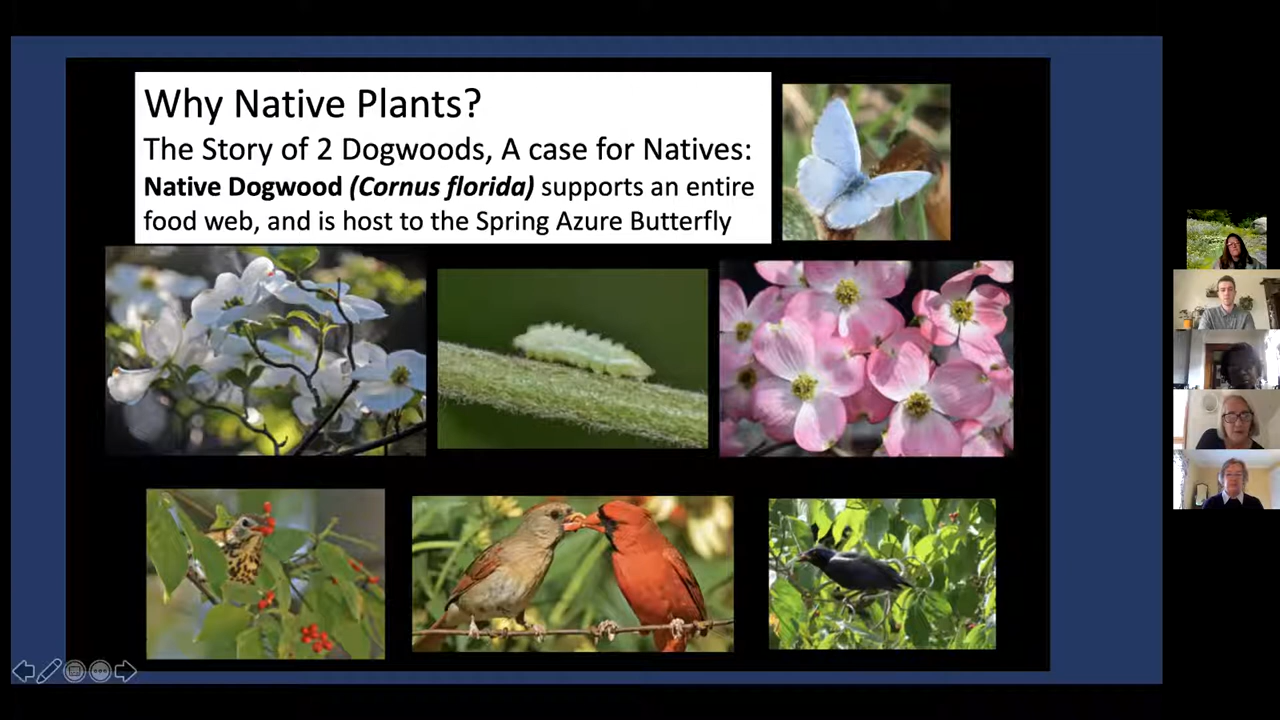 Why Native Plants?
The Story of 2 Dogwoods, A case for Natives:
Native Dogwood (Cornus florida) supports an entire
food web, and is host to the Spring Azure Butterfly